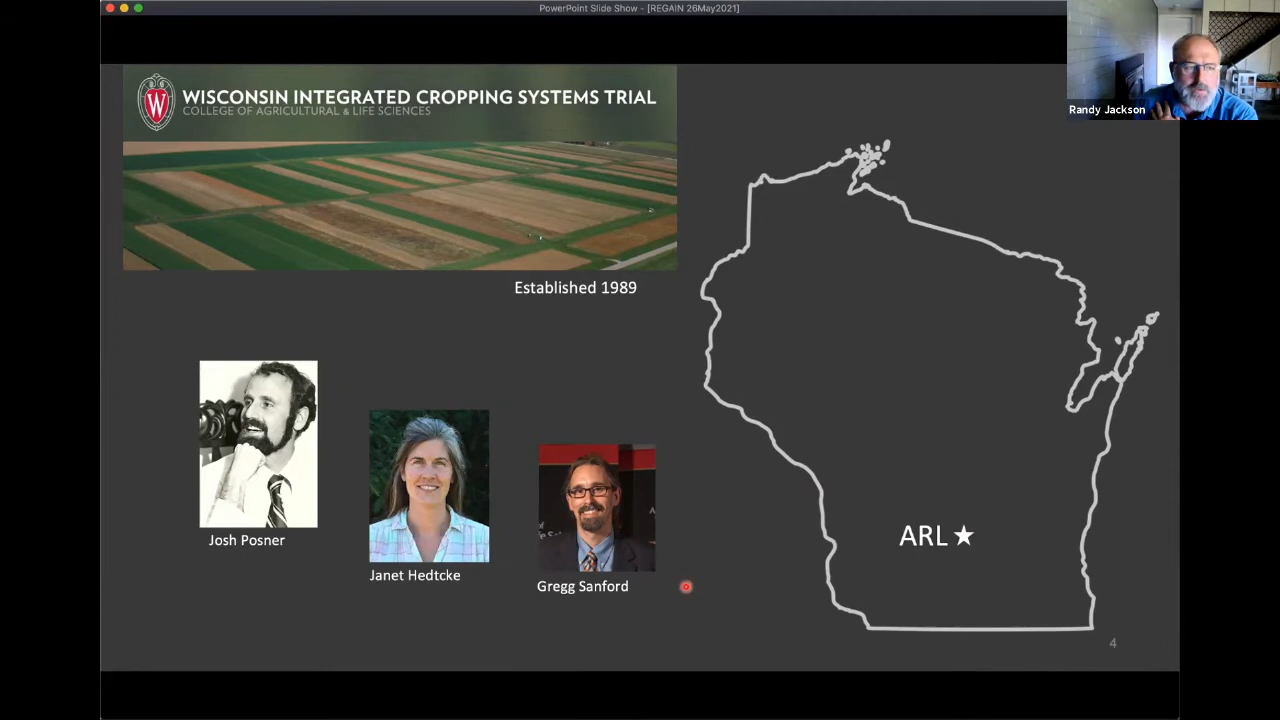 PowerPoint Slide Show - [REGAIN 26May2021]
Randy Jackson
W
WISCONSIN INTEGRATED CROPPING SYSTEMS TRIAL
COLLEGE OF AGRICULTURAL & LIFE SCIENCES
Established 1989
Josh Posner
Janet Hedtcke
Gregg Sanford
ARL
4